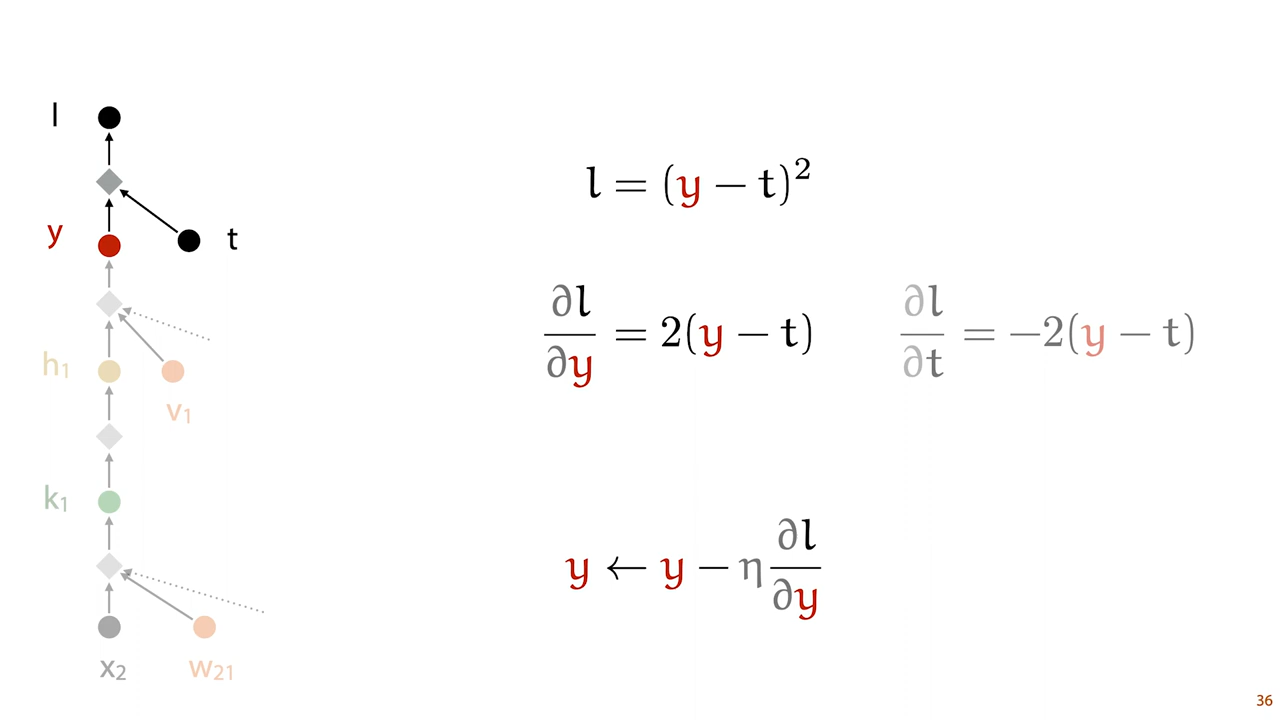 l
y
t
h₁
v₁
k₁
x₂
w₂₁
l = (y − t)²
∂l/∂y = 2(y − t)
∂l/∂t = −2(y − t)
y ← y − η ∂l/∂y
36